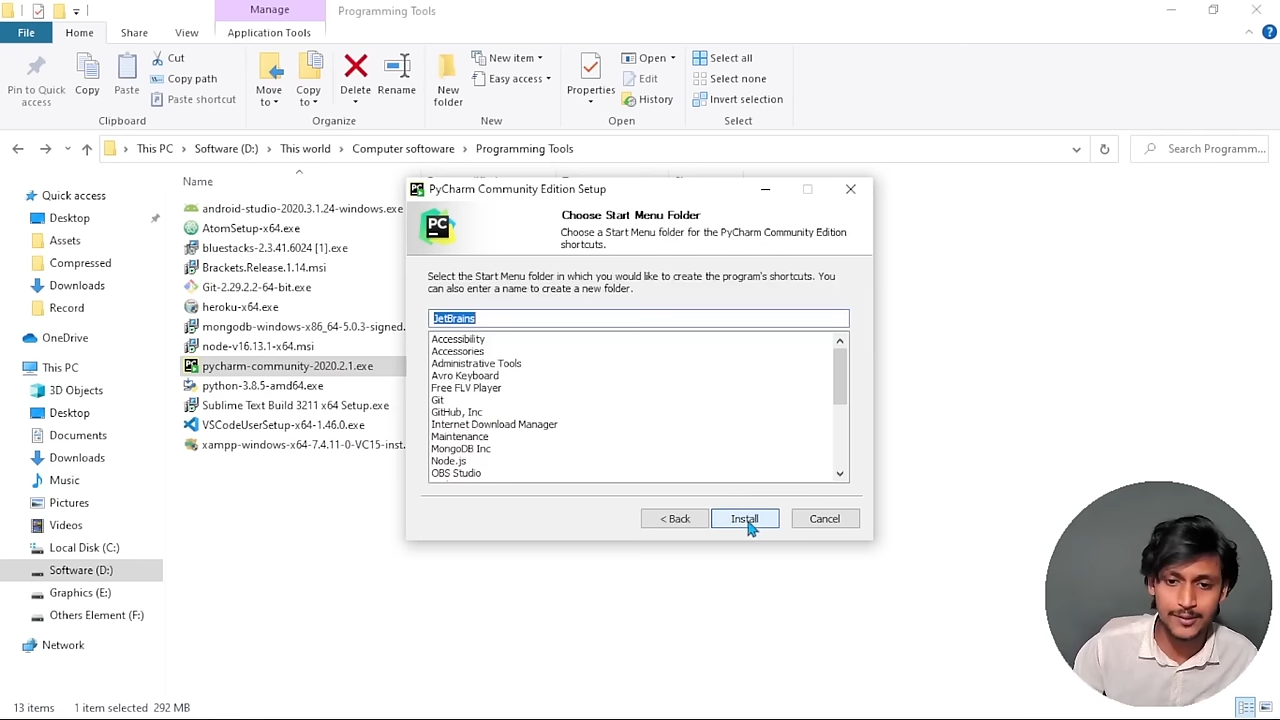 Manage
Programming Tools
File
Home
Share
View
Application Tools
Pin to Quick access
Copy
Paste
Cut
Copy path
Paste shortcut
Move to
Copy to
Delete
Rename
New folder
New item
Easy access
Properties
Open
Edit
History
Select all
Select none
Invert selection
Clipboard
Organize
New
Open
Select
This PC > Software (D:) > This world > Computer softoware > Programming Tools
Search Programm...
Name
Quick access
Desktop
Assets
Compressed
Downloads
Record
OneDrive
This PC
3D Objects
Desktop
Documents
Downloads
Music
Pictures
Videos
Local Disk (C:)
Software (D:)
Graphics (E:)
Others Element (F:)
Network
android-studio-2020.3.1.24-windows.exe
AtomSetup-x64.exe
bluestacks-2.3.41.6024 [1].exe
Brackets.Release.1.14.msi
Git-2.29.2.2-64-bit.exe
heroku-x64.exe
mongodb-windows-x86_64-5.0.3-signed.
node-v16.13.1-x64.msi
pycharm-community-2020.2.1.exe
python-3.8.5-amd64.exe
Sublime Text Build 3211 x64 Setup.exe
VSCodeUserSetup-x64-1.46.0.exe
xampp-windows-x64-7.4.11-0-VC15-inst.
PC PyCharm Community Edition Setup
PC
Choose Start Menu Folder
Choose a Start Menu folder for the PyCharm Community Edition
shortcuts.
Select the Start Menu folder in which you would like to create the program's shortcuts. You
can also enter a name to create a new folder.
JetBrains
Accessibility
Accessories
Administrative Tools
Avro Keyboard
Free FLV Player
Git
GitHub, Inc
Internet Download Manager
Maintenance
MongoDB Inc
Node.js
OBS Studio
< Back
Install
Cancel
13 items
1 item selected 292 MB